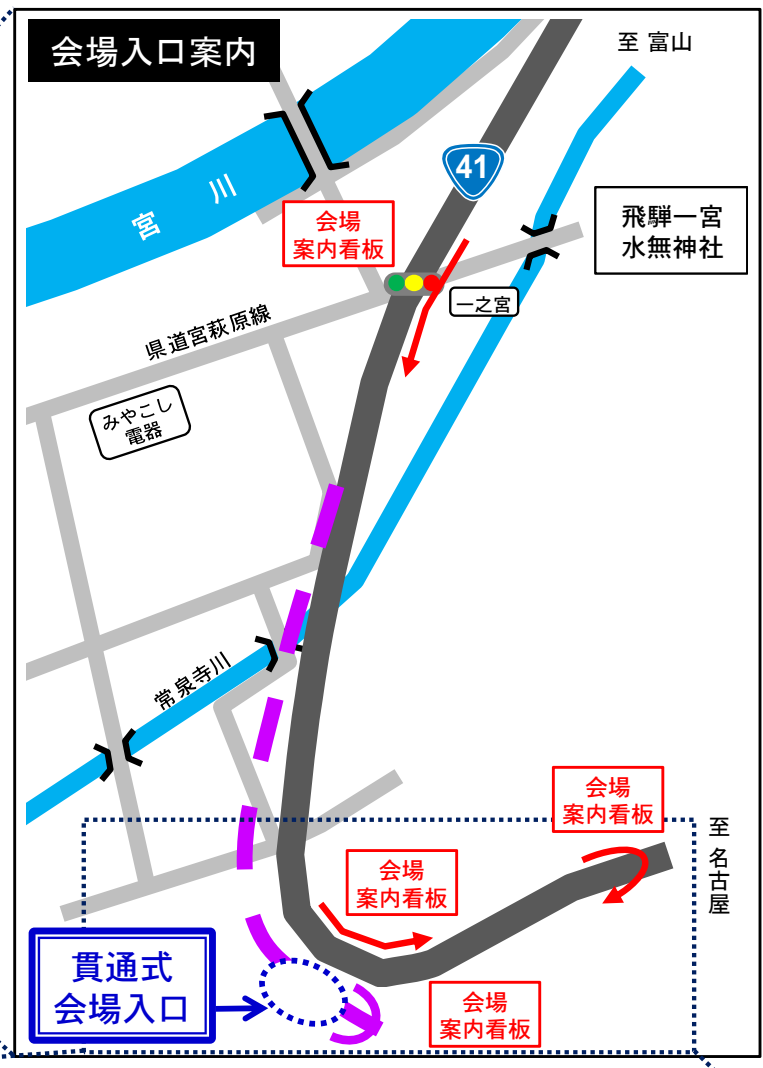 会場入口案内
至 富山
41
宮 川
会場
案内看板
飛騨一宮
水無神社
一之宮
県道宮萩原線
みやこし
電器
常泉寺川
会場
案内看板
至 名古屋
会場
案内看板
貫通式
会場入口
会場
案内看板